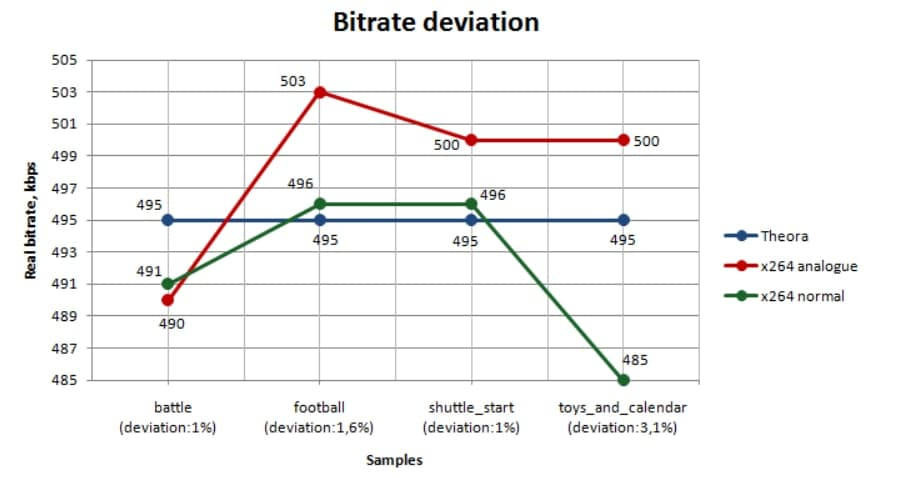 Bitrate deviation
505
503
501
499
497
495
493
491
489
487
485
Real bitrate, kbps
503
500
500
496
496
495
495
495
495
491
490
485
battle
(deviation:1%)
football
(deviation:1,6%)
shuttle_start
(deviation:1%)
toys_and_calendar
(deviation:3,1%)
Samples
Theora
x264 analogue
x264 normal